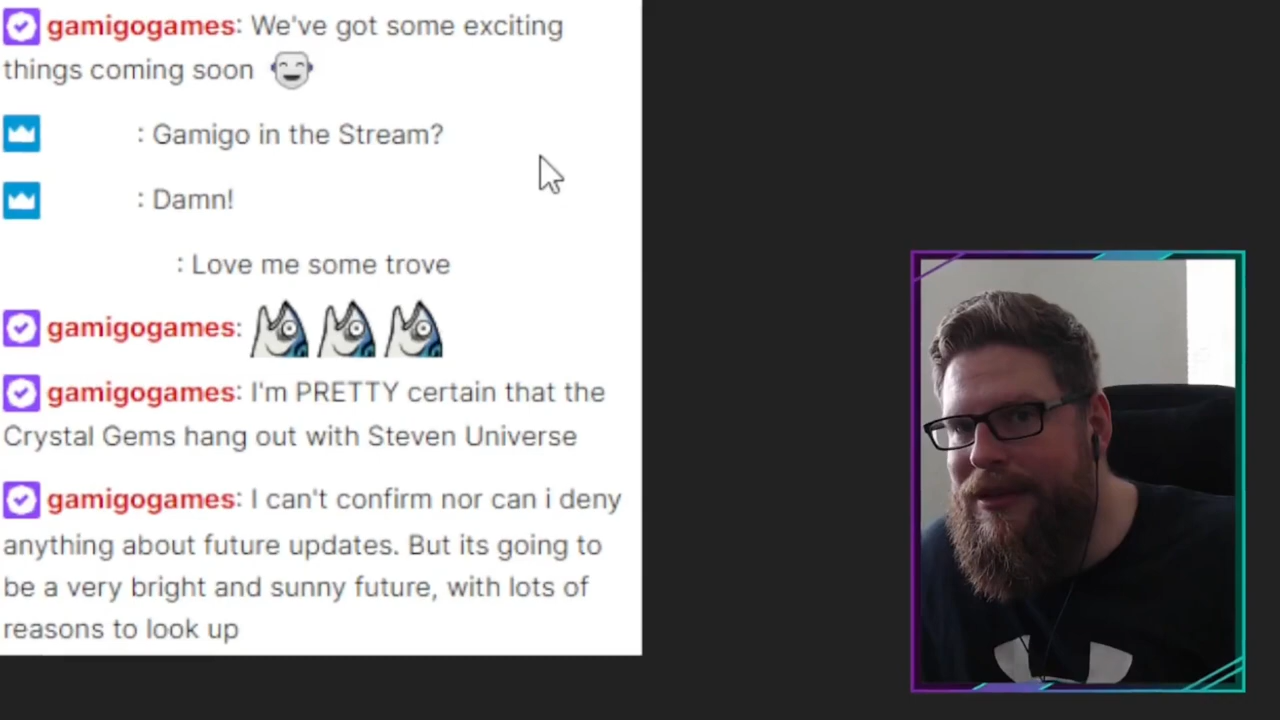 gamigogames: We've got some exciting
things coming soon
: Gamigo in the Stream?
: Damn!
: Love me some trove
gamigogames:
gamigogames: I'm PRETTY certain that the
Crystal Gems hang out with Steven Universe
gamigogames: I can't confirm nor can i deny
anything about future updates. But its going to
be a very bright and sunny future, with lots of
reasons to look up